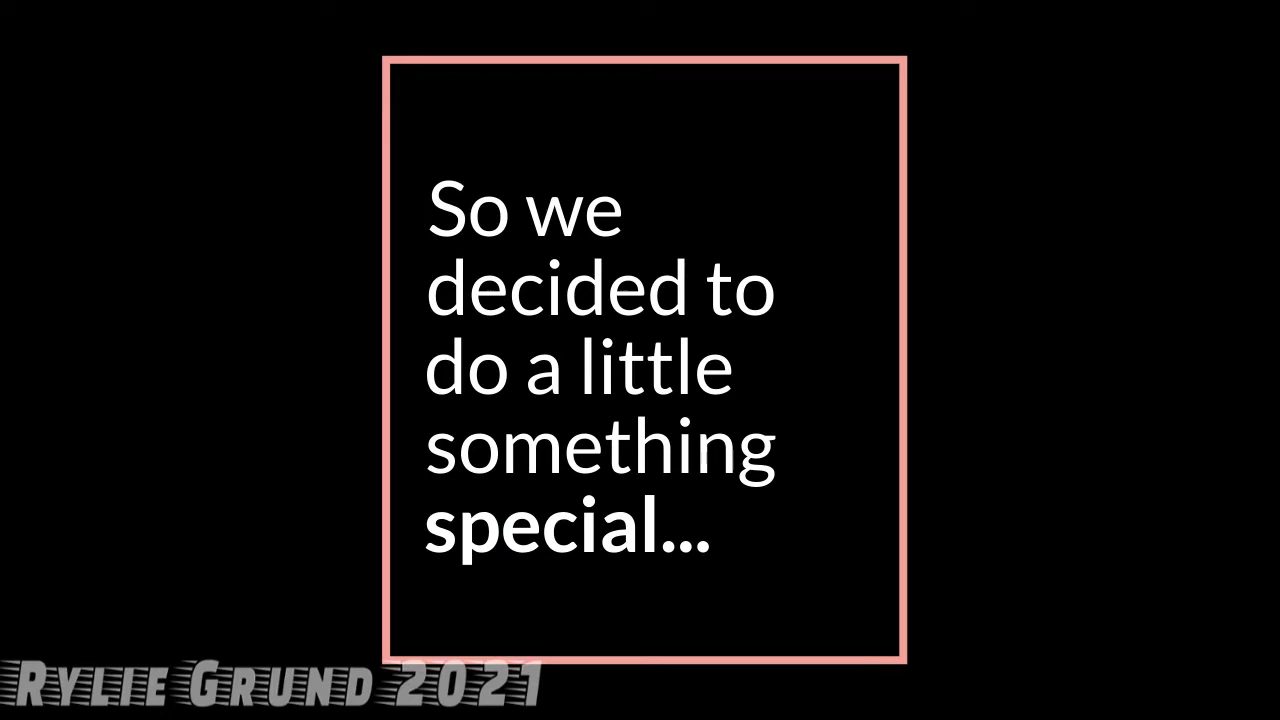 So we
decided to
do a little
something
special...
Rylie Grund 2021